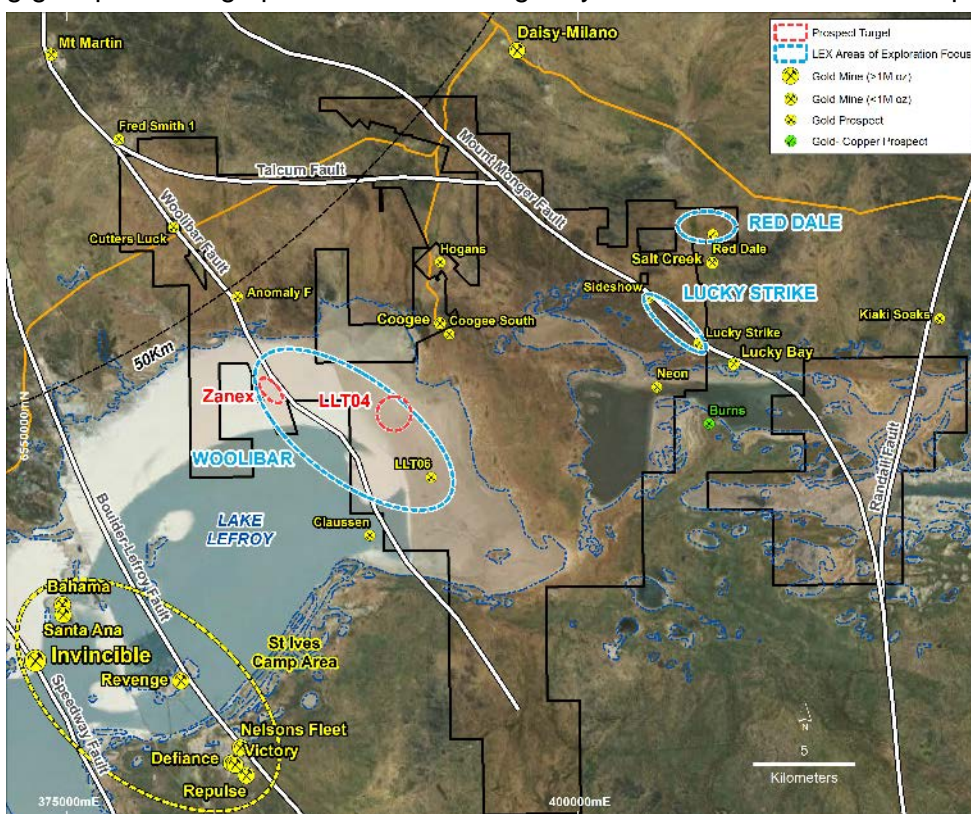 Mt Martin
Daisy-Milano
Prospect Target
LEX Areas of Exploration Focus
Gold Mine (>1M oz)
Gold Mine (<1M oz)
Gold Prospect
Gold- Copper Prospect
Fred Smith 1
Talcum Fault
Mount Monger Fault
Woolibar Fault
Cutters Luck
Hogans
RED DALE
Red Dale
Salt Creek
Sideshow
Anomaly F
LUCKY STRIKE
Coogee
Coogee South
Lucky Strike
Kiaki Soaks
50Km
Lucky Bay
Zanex
LLT04
Neon
Burns
6550000mN
WOOLIBAR
LLT06
Randall Fault
Boulder-Lefroy Fault
LAKE
LEFROY
Claussen
Bahama
Santa Ana
St Ives
Camp Area
Invincible
Revenge
Speedway Fault
Nelsons Fleet
Victory
Defiance
Repulse
N
5
Kilometers
375000mE
400000mE